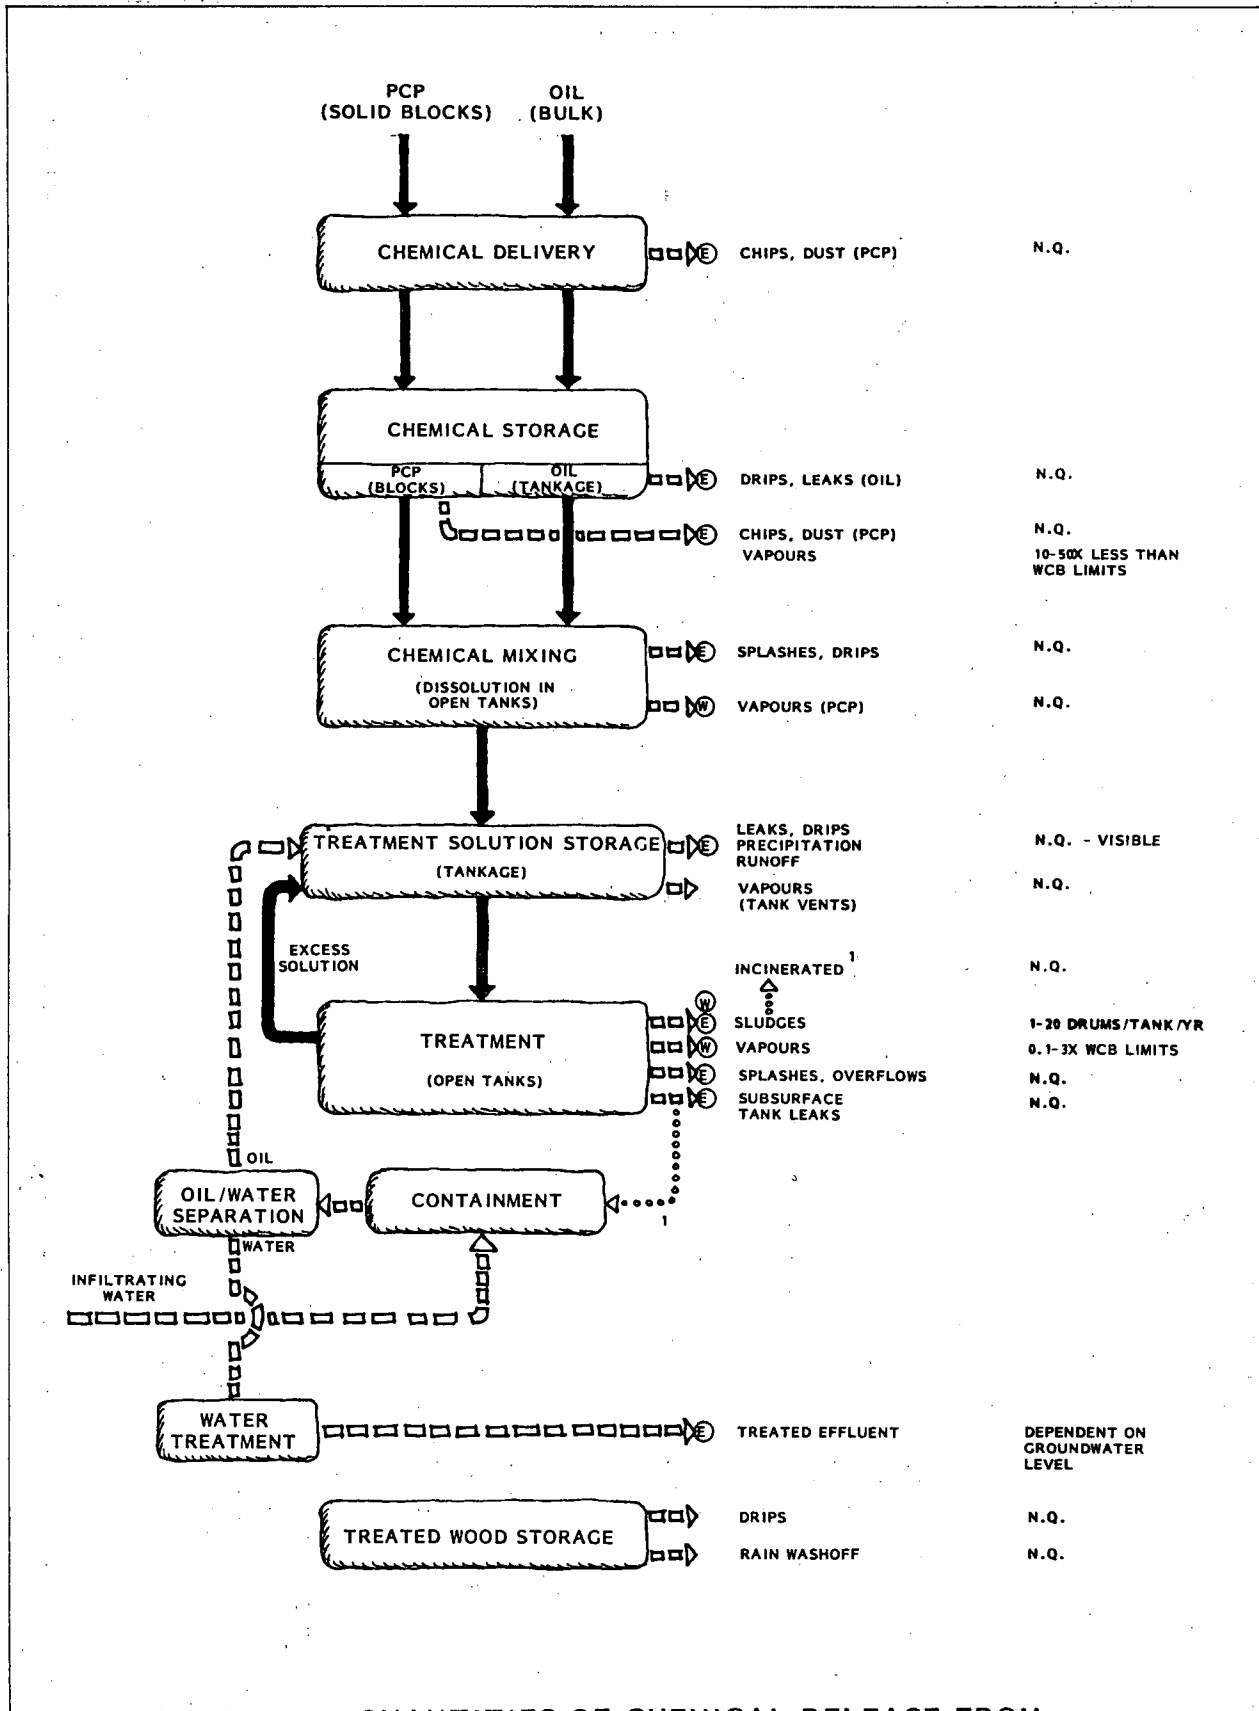 PCP
(SOLID BLOCKS)
OIL
(BULK)
CHEMICAL DELIVERY
E
CHIPS, DUST (PCP)
N.Q.
CHEMICAL STORAGE
PCP
(BLOCKS)
OIL
(TANKAGE)
E
DRIPS, LEAKS (OIL)
N.Q.
E
CHIPS, DUST (PCP)
VAPOURS
N.Q.
10-50X LESS THAN
WCB LIMITS
CHEMICAL MIXING
(DISSOLUTION IN
OPEN TANKS)
E
SPLASHES, DRIPS
N.Q.
W
VAPOURS (PCP)
N.Q.
TREATMENT SOLUTION STORAGE
(TANKAGE)
E
LEAKS, DRIPS
PRECIPITATION
RUNOFF
N.Q. - VISIBLE
VAPOURS
(TANK VENTS)
N.Q.
EXCESS
SOLUTION
INCINERATED 1
N.Q.
TREATMENT
(OPEN TANKS)
W
E
SLUDGES
1-20 DRUMS/TANK/YR
W
VAPOURS
0.1-3X WCB LIMITS
E
SPLASHES, OVERFLOWS
N.Q.
E
SUBSURFACE
TANK LEAKS
N.Q.
OIL
OIL/WATER
SEPARATION
CONTAINMENT
1
WATER
INFILTRATING
WATER
WATER
TREATMENT
E
TREATED EFFLUENT
DEPENDENT ON
GROUNDWATER
LEVEL
TREATED WOOD STORAGE
DRIPS
N.Q.
RAIN WASHOFF
N.Q.
QUANTITIES OF CHEMICAL RELEASE FROM